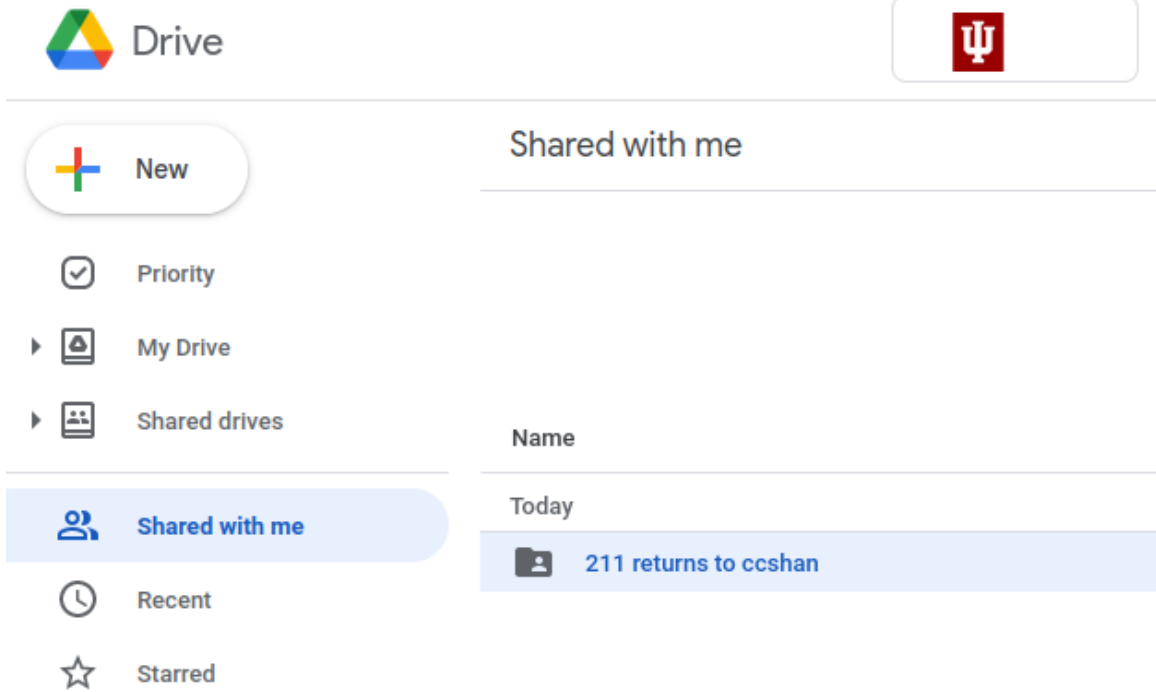 Drive
New
Priority
My Drive
Shared drives
Shared with me
Recent
Starred
Shared with me
Name
Today
211 returns to ccshan